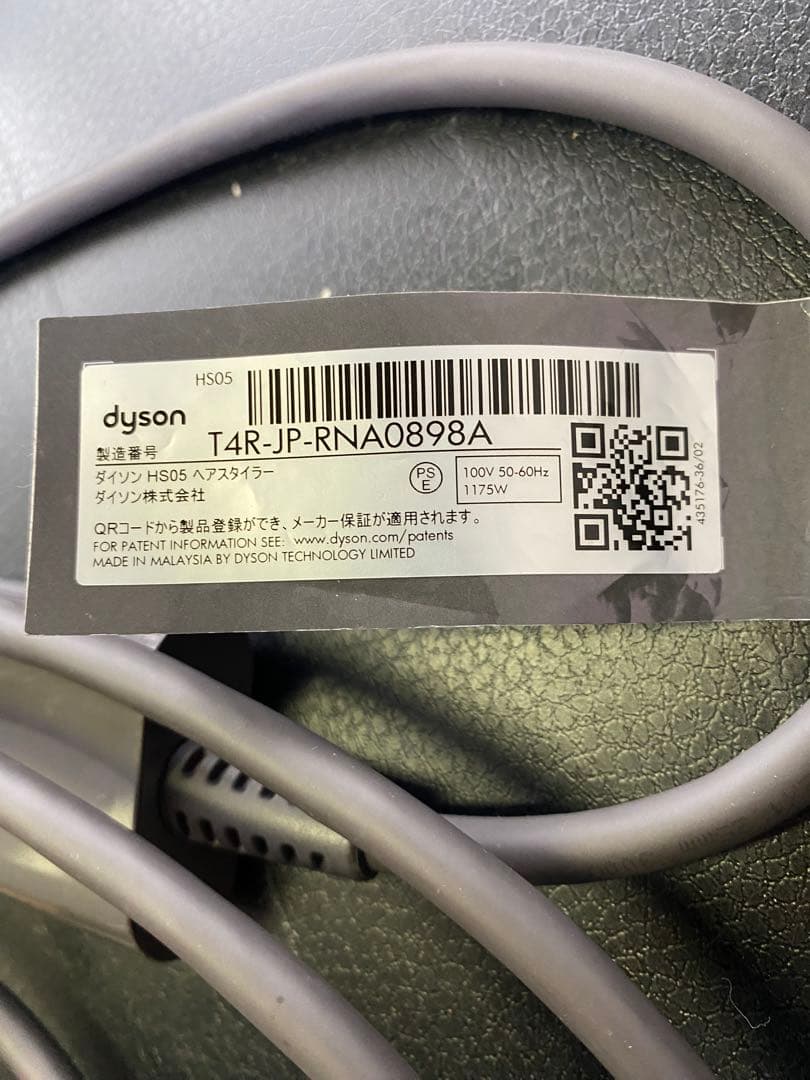 HS05
dyson
製造番号 T4R-JP-RNA0898A
ダイソン HS05 ヘアスタイラー
ダイソン株式会社
PS
E
100V 50-60Hz
1175W
435176-36/02
QRコードから製品登録ができ、メーカー保証が適用されます。
FOR PATENT INFORMATION SEE: www.dyson.com/patents
MADE IN MALAYSIA BY DYSON TECHNOLOGY LIMITED